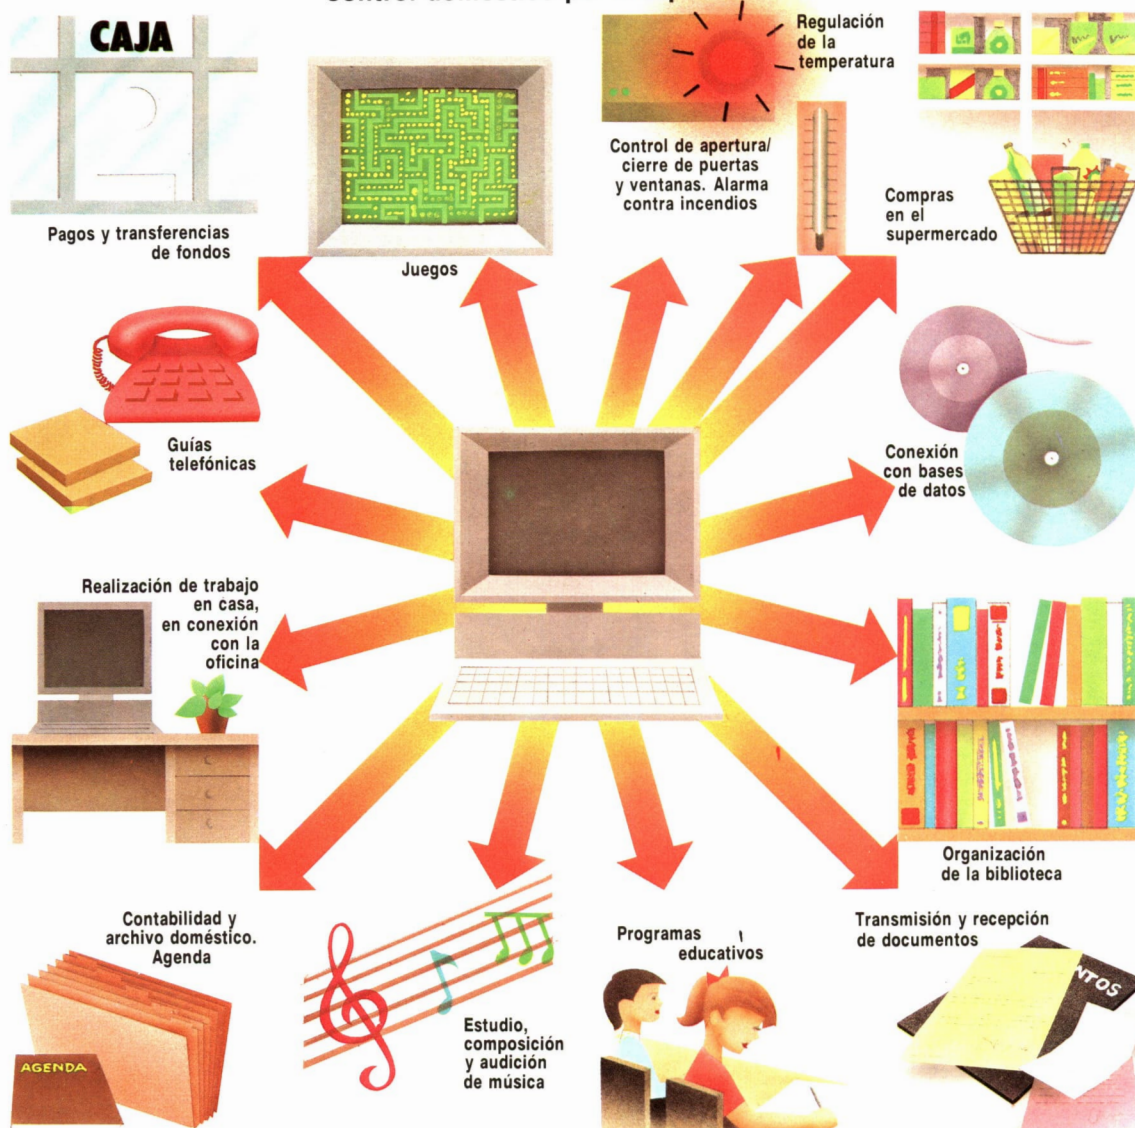 CAJA
Pagos y transferencias
de fondos
Juegos
Control de apertura/
cierre de puertas
y ventanas. Alarma
contra incendios
Regulación
de la
temperatura
Compras
en el
supermercado
Guías
telefónicas
Conexión
con bases
de datos
Realización de trabajo
en casa,
en conexión
con la
oficina
Organización
de la biblioteca
Contabilidad y
archivo doméstico.
Agenda
AGENDA
Estudio,
composición
y audición
de música
Programas
educativos
Transmisión y recepción
de documentos
NTOS